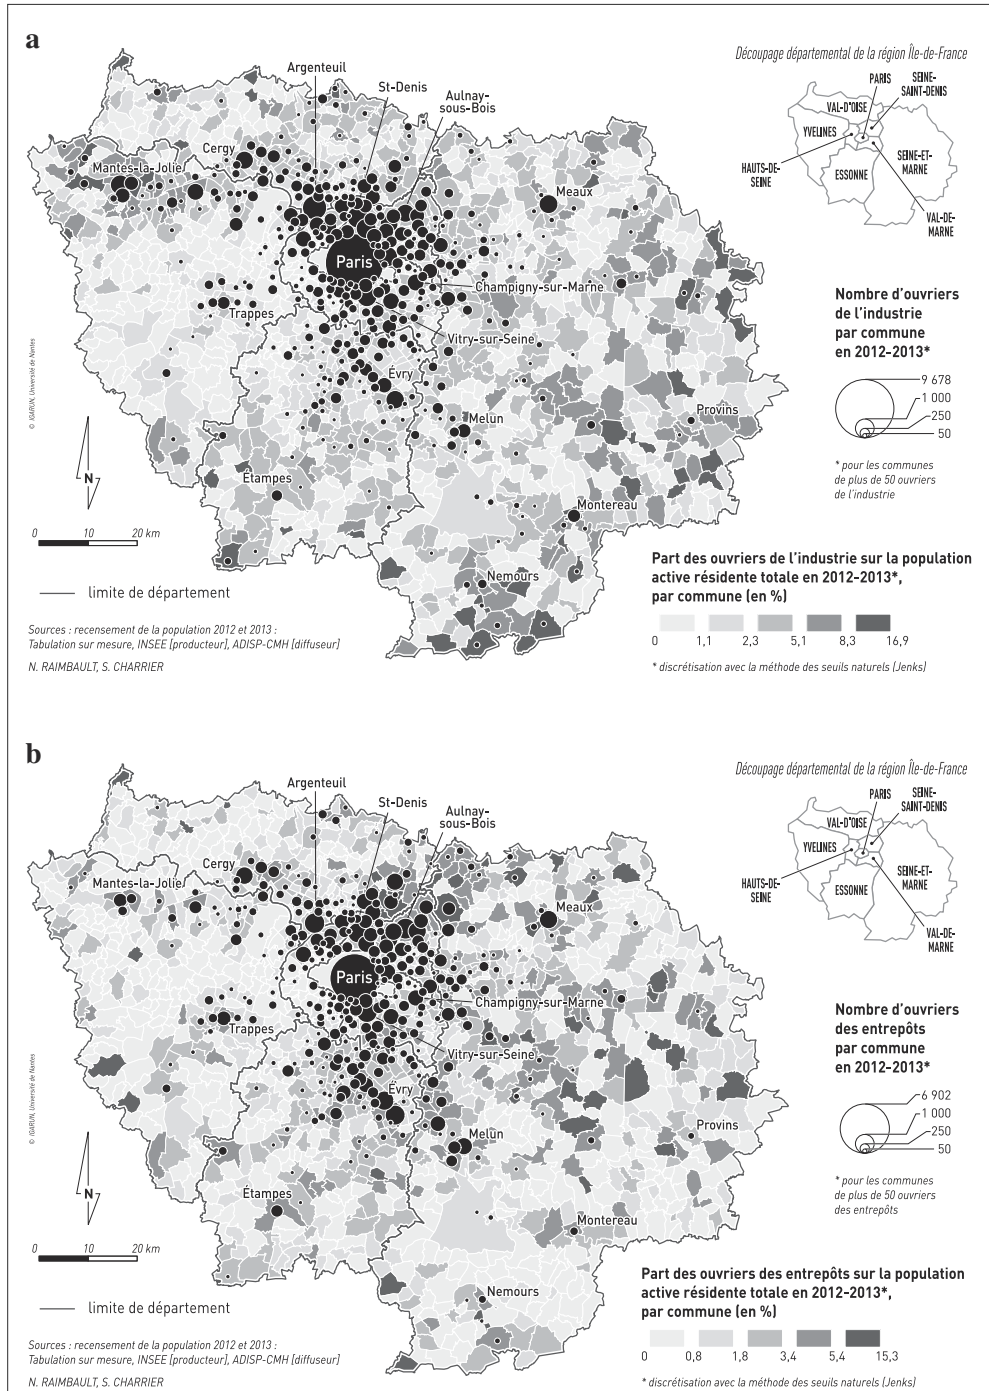 a
Découpage départemental de la région Île-de-France
PARIS
SEINE-
SAINT-DENIS
VAL-D'OISE
YVELINES
HAUTS-DE-
SEINE
SEINE-ET-
MARNE
ESSONNE
VAL-DE-
MARNE
Argenteuil
St-Denis
Aulnay-
sous-Bois
Cergy
Mantes-la-Jolie
Meaux
Paris
Champigny-sur-Marne
Trappes
Vitry-sur-Seine
Évry
Melun
Provins
Étampes
Montereau
Nemours
Nombre d'ouvriers
de l'industrie
par commune
en 2012-2013*
9 678
1 000
250
50
* pour les communes
de plus de 50 ouvriers
de l'industrie
© IGARUN, Université de Nantes
N
0 10 20 km
limite de département
Part des ouvriers de l'industrie sur la population
active résidente totale en 2012-2013*,
par commune (en %)
0 1,1 2,3 5,1 8,3 16,9
* discrétisation avec la méthode des seuils naturels (Jenks)
Sources : recensement de la population 2012 et 2013 :
Tabulation sur mesure, INSEE [producteur], ADISP-CMH [diffuseur]
N. RAIMBAULT, S. CHARRIER
b
Découpage départemental de la région Île-de-France
PARIS
SEINE-
SAINT-DENIS
VAL-D'OISE
YVELINES
HAUTS-DE-
SEINE
SEINE-ET-
MARNE
ESSONNE
VAL-DE-
MARNE
Argenteuil
St-Denis
Aulnay-
sous-Bois
Cergy
Mantes-la-Jolie
Meaux
Paris
Champigny-sur-Marne
Trappes
Vitry-sur-Seine
Évry
Melun
Provins
Étampes
Montereau
Nemours
Nombre d'ouvriers
des entrepôts
par commune
en 2012-2013*
6 902
1 000
250
50
* pour les communes
de plus de 50 ouvriers
des entrepôts
© IGARUN, Université de Nantes
N
0 10 20 km
limite de département
Part des ouvriers des entrepôts sur la population
active résidente totale en 2012-2013*,
par commune (en %)
0 0,8 1,8 3,4 5,4 15,3
* discrétisation avec la méthode des seuils naturels (Jenks)
Sources : recensement de la population 2012 et 2013 :
Tabulation sur mesure, INSEE [producteur], ADISP-CMH [diffuseur]
N. RAIMBAULT, S. CHARRIER